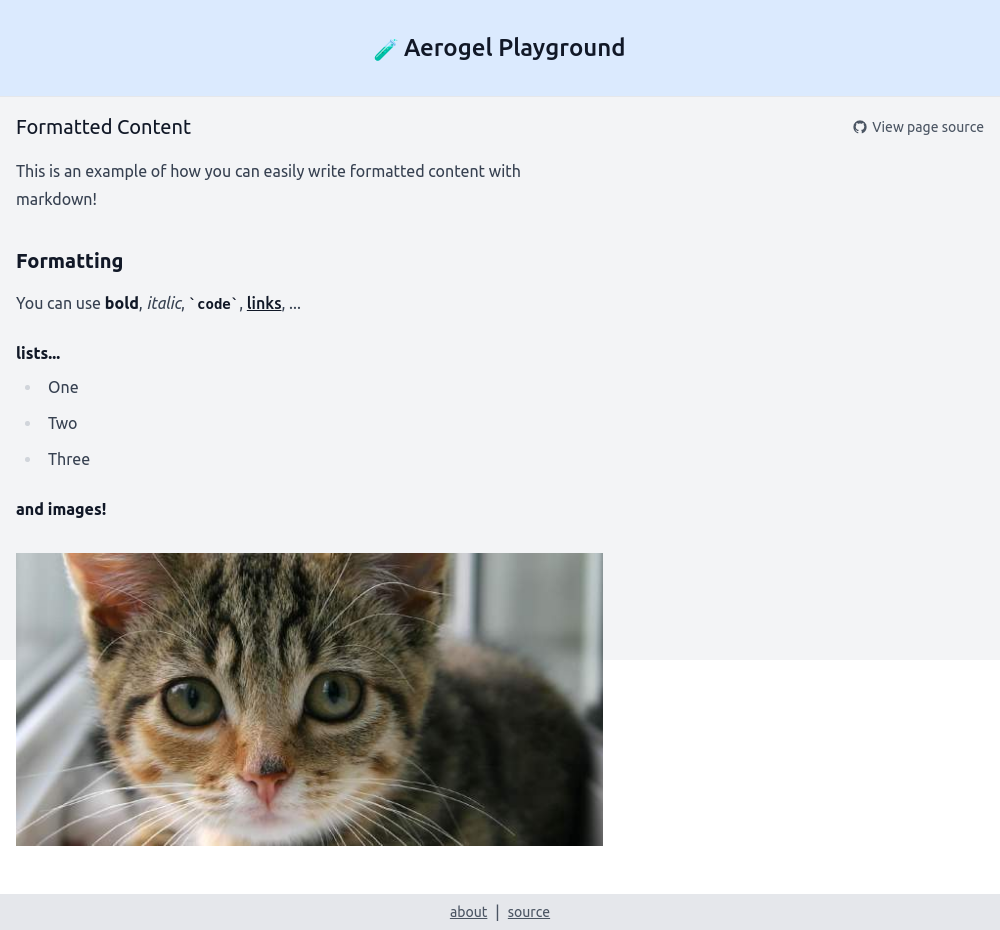 🧪 Aerogel Playground
Formatted Content
View page source
This is an example of how you can easily write formatted content with
markdown!
Formatting
You can use bold, italic, `code`, links, ...
lists...
One
Two
Three
and images!
about | source